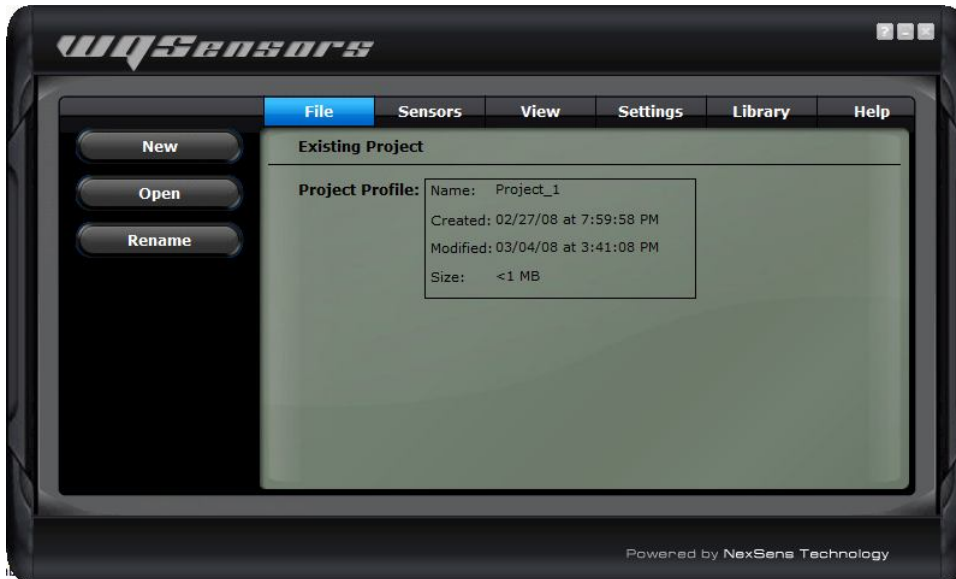 WQSensors
? - x
File Sensors View Settings Library Help
New
Open
Rename
Existing Project
Project Profile:
Name: Project_1
Created: 02/27/08 at 7:59:58 PM
Modified: 03/04/08 at 3:41:08 PM
Size: <1 MB
Powered by NexSens Technology